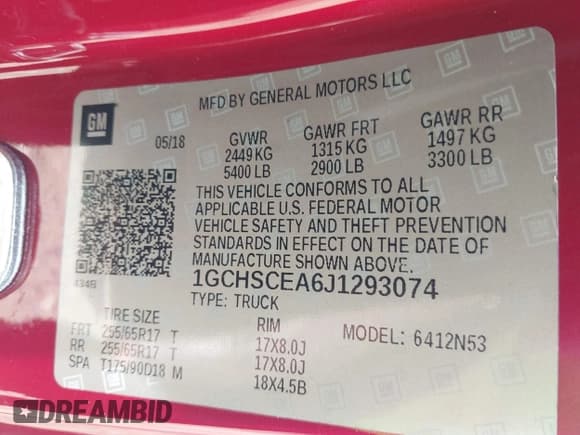 GM
MFD BY GENERAL MOTORS LLC
05/18 GVWR GAWR FRT GAWR RR
2449 KG 1315 KG 1497 KG
5400 LB 2900 LB 3300 LB
THIS VEHICLE CONFORMS TO ALL
APPLICABLE U.S. FEDERAL MOTOR
VEHICLE SAFETY AND THEFT PREVENTION
STANDARDS IN EFFECT ON THE DATE OF
MANUFACTURE SHOWN ABOVE.
434B
1GCHSCEA6J1293074
TYPE: TRUCK
TIRE SIZE RIM MODEL: 6412N53
FRT 255/65R17 T 17X8.0J
RR 255/65R17 T 17X8.0J
SPA T175/90D18 M 18X4.5B
DREAMBID